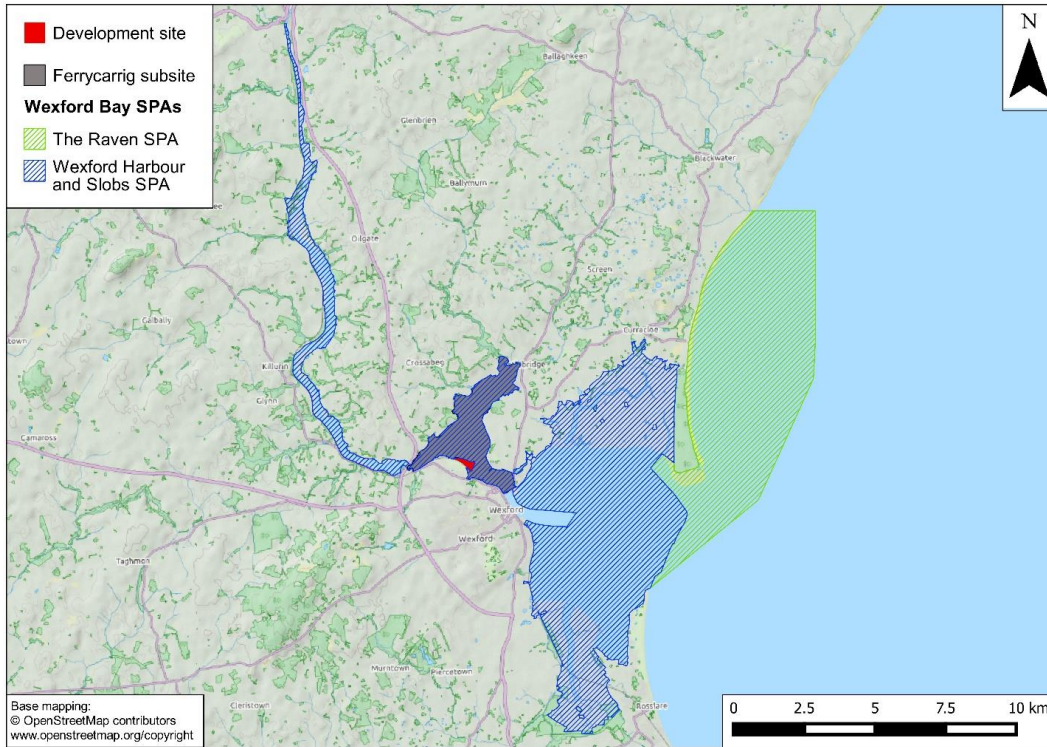 Development site
Ferrycarrig subsite
Wexford Bay SPAs
The Raven SPA
Wexford Harbour
and Slobs SPA
N
Ballaghkeen
Glenbrien
Blackwater
Ballymurn
Oilgate
Screen
Galbally
Curracloe
Crossabeg
Killurin
Glynn
Camaross
Wexford
Wexford
Taghmon
Murntown
Piercetown
Cleristown
Rosslare
Base mapping:
© OpenStreetMap contributors
www.openstreetmap.org/copyright
0 2.5 5 7.5 10 km